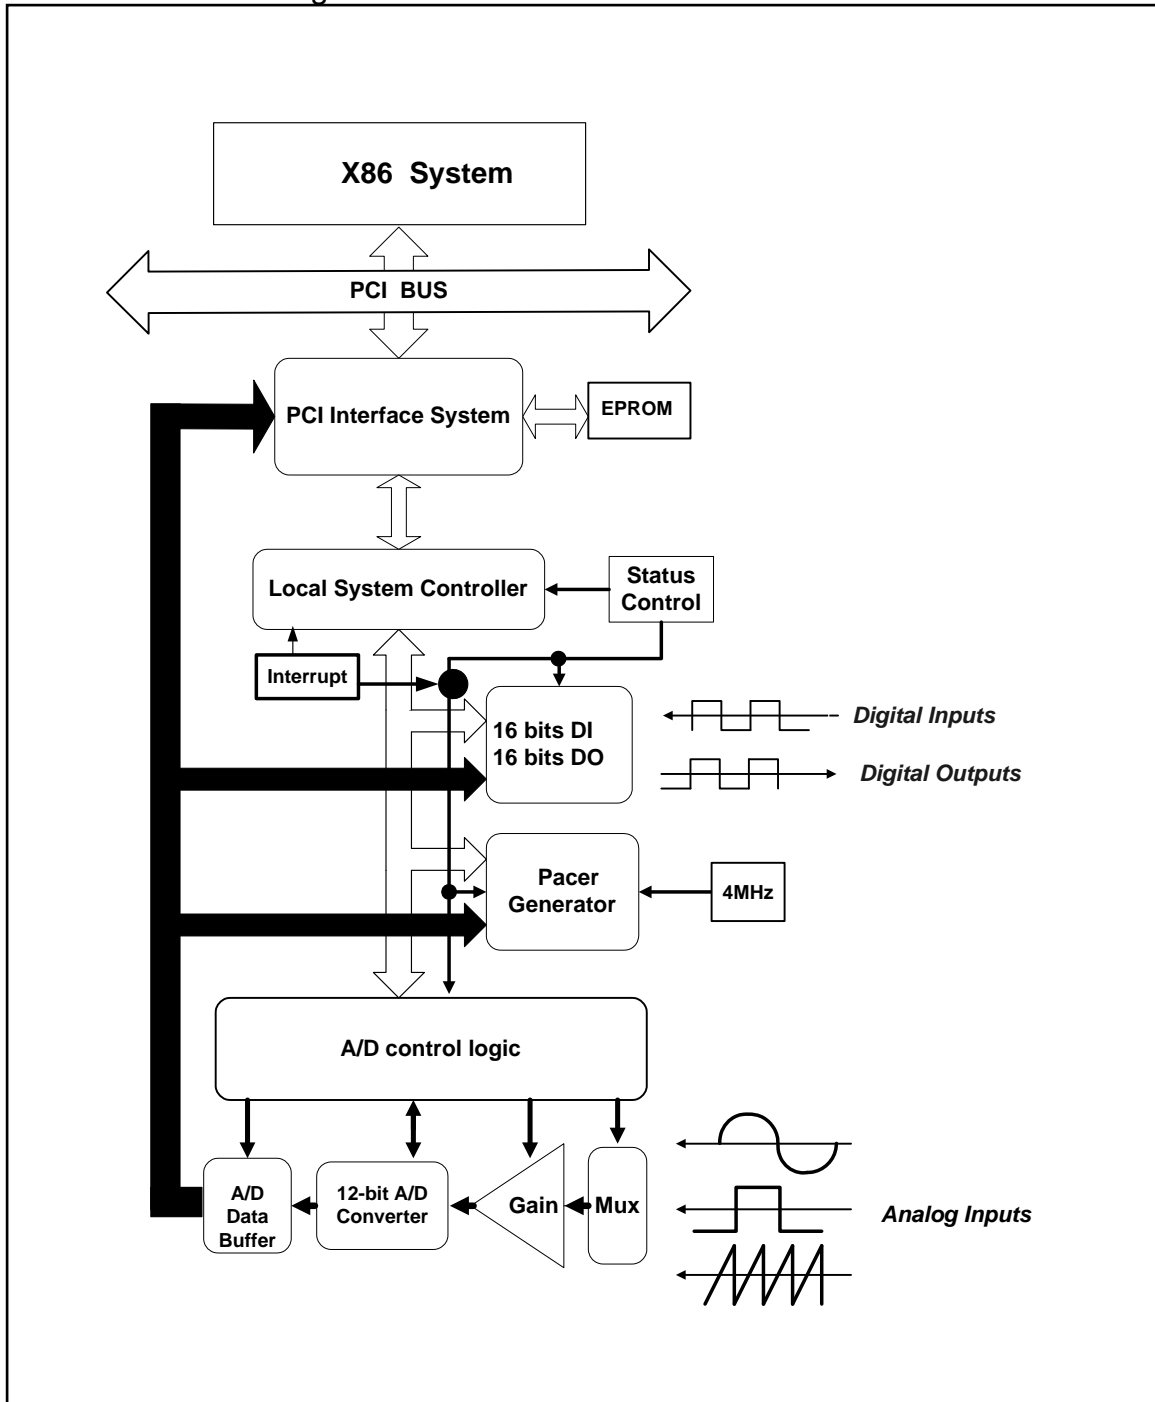 X86 System
PCI BUS
PCI Interface System
EPROM
Local System Controller
Status
Control
Interrupt
16 bits DI
16 bits DO
Digital Inputs
Digital Outputs
Pacer
Generator
4MHz
A/D control logic
A/D
Data
Buffer
12-bit A/D
Converter
Gain
Mux
Analog Inputs